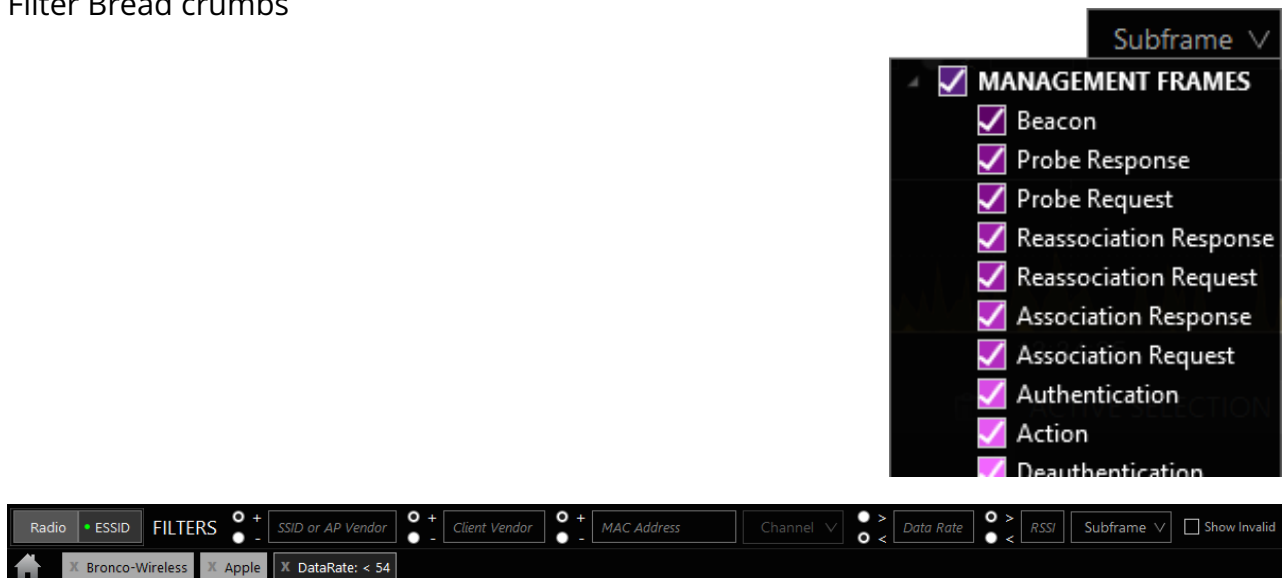 Filter Bread crumbs
Subframe
MANAGEMENT FRAMES
Beacon
Probe Response
Probe Request
Reassociation Response
Reassociation Request
Association Response
Association Request
Authentication
Action
Deauthentication
Radio ESSID FILTERS + - SSID or AP Vendor + - Client Vendor + - MAC Address Channel > < Data Rate > < RSSI Subframe Show Invalid
X Bronco-Wireless X Apple X DataRate: < 54